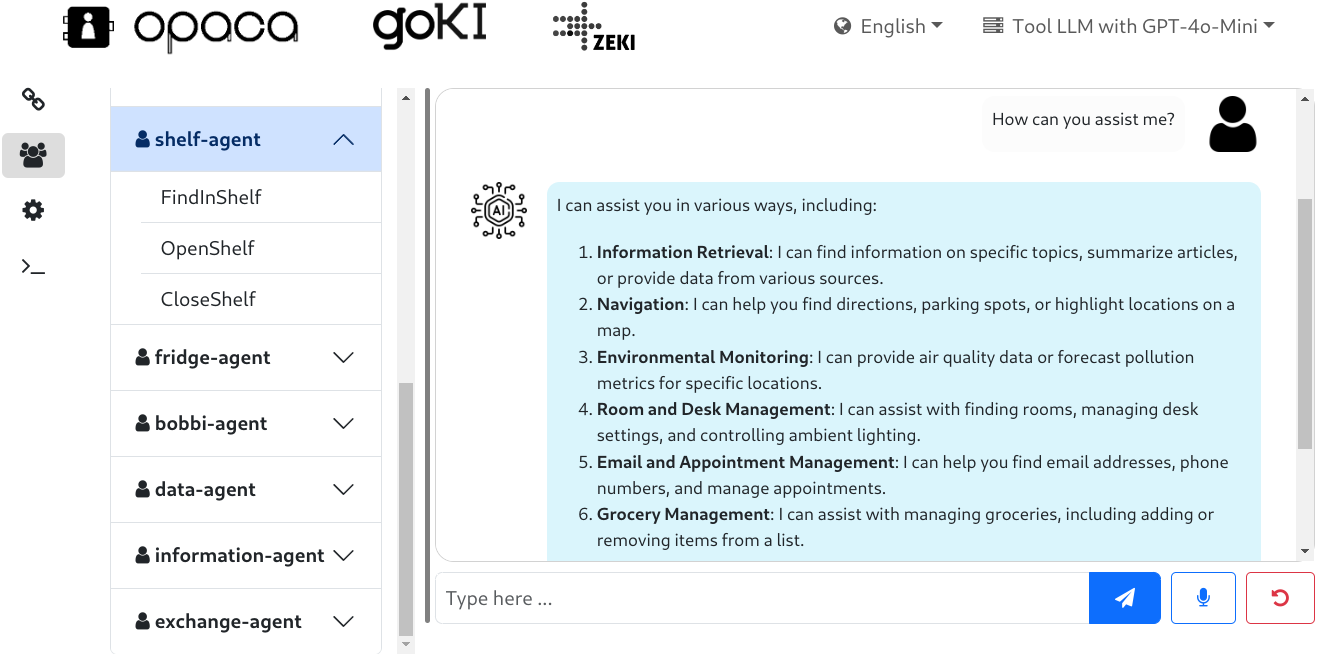 opaca
goKI
ZEKI
English
Tool LLM with GPT-4o-Mini
shelf-agent
FindInShelf
OpenShelf
CloseShelf
fridge-agent
bobbi-agent
data-agent
information-agent
exchange-agent
How can you assist me?
AI
I can assist you in various ways, including:
1. Information Retrieval: I can find information on specific topics, summarize articles,
or provide data from various sources.
2. Navigation: I can help you find directions, parking spots, or highlight locations on a
map.
3. Environmental Monitoring: I can provide air quality data or forecast pollution
metrics for specific locations.
4. Room and Desk Management: I can assist with finding rooms, managing desk
settings, and controlling ambient lighting.
5. Email and Appointment Management: I can help you find email addresses, phone
numbers, and manage appointments.
6. Grocery Management: I can assist with managing groceries, including adding or
removing items from a list.
Type here ...